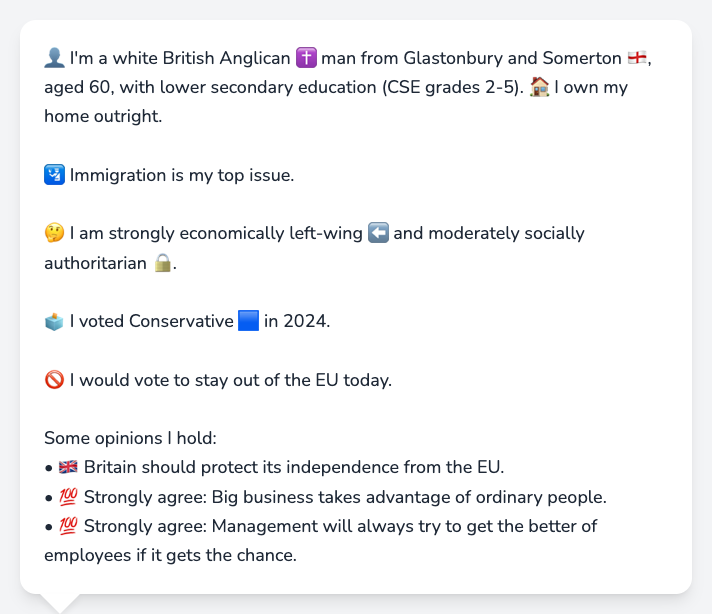 👤 I'm a white British Anglican ✝️ man from Glastonbury and Somerton 🏴󠁧󠁢󠁥󠁮󠁧󠁿,
aged 60, with lower secondary education (CSE grades 2-5). 🏠 I own my
home outright.
🛂 Immigration is my top issue.
🤔 I am strongly economically left-wing ⬅️ and moderately socially
authoritarian 🔒.
🗳️ I voted Conservative 🟦 in 2024.
🚫 I would vote to stay out of the EU today.
Some opinions I hold:
• 🇬🇧 Britain should protect its independence from the EU.
• 💯 Strongly agree: Big business takes advantage of ordinary people.
• 💯 Strongly agree: Management will always try to get the better of
employees if it gets the chance.